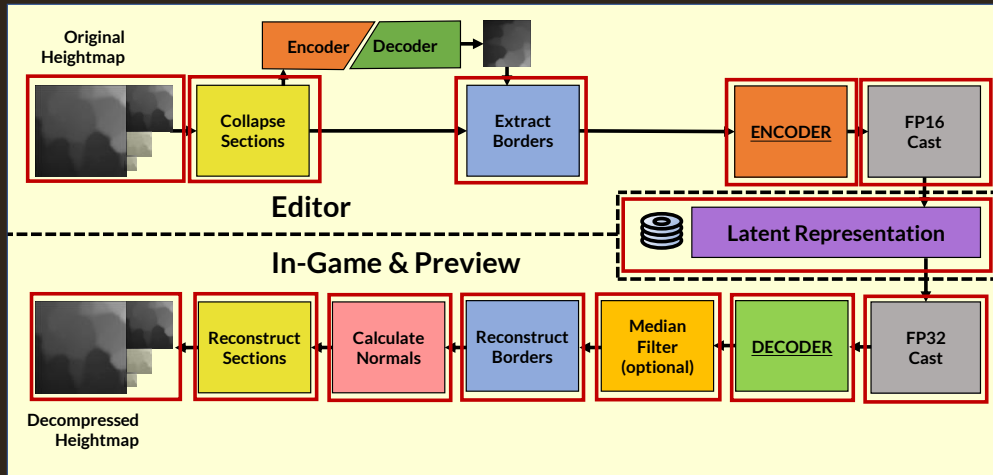 Original
Heightmap
Encoder
Decoder
Collapse
Sections
Extract
Borders
ENCODER
FP16
Cast
Editor
Latent Representation
In-Game & Preview
Reconstruct
Sections
Calculate
Normals
Reconstruct
Borders
Median
Filter
(optional)
DECODER
FP32
Cast
Decompressed
Heightmap